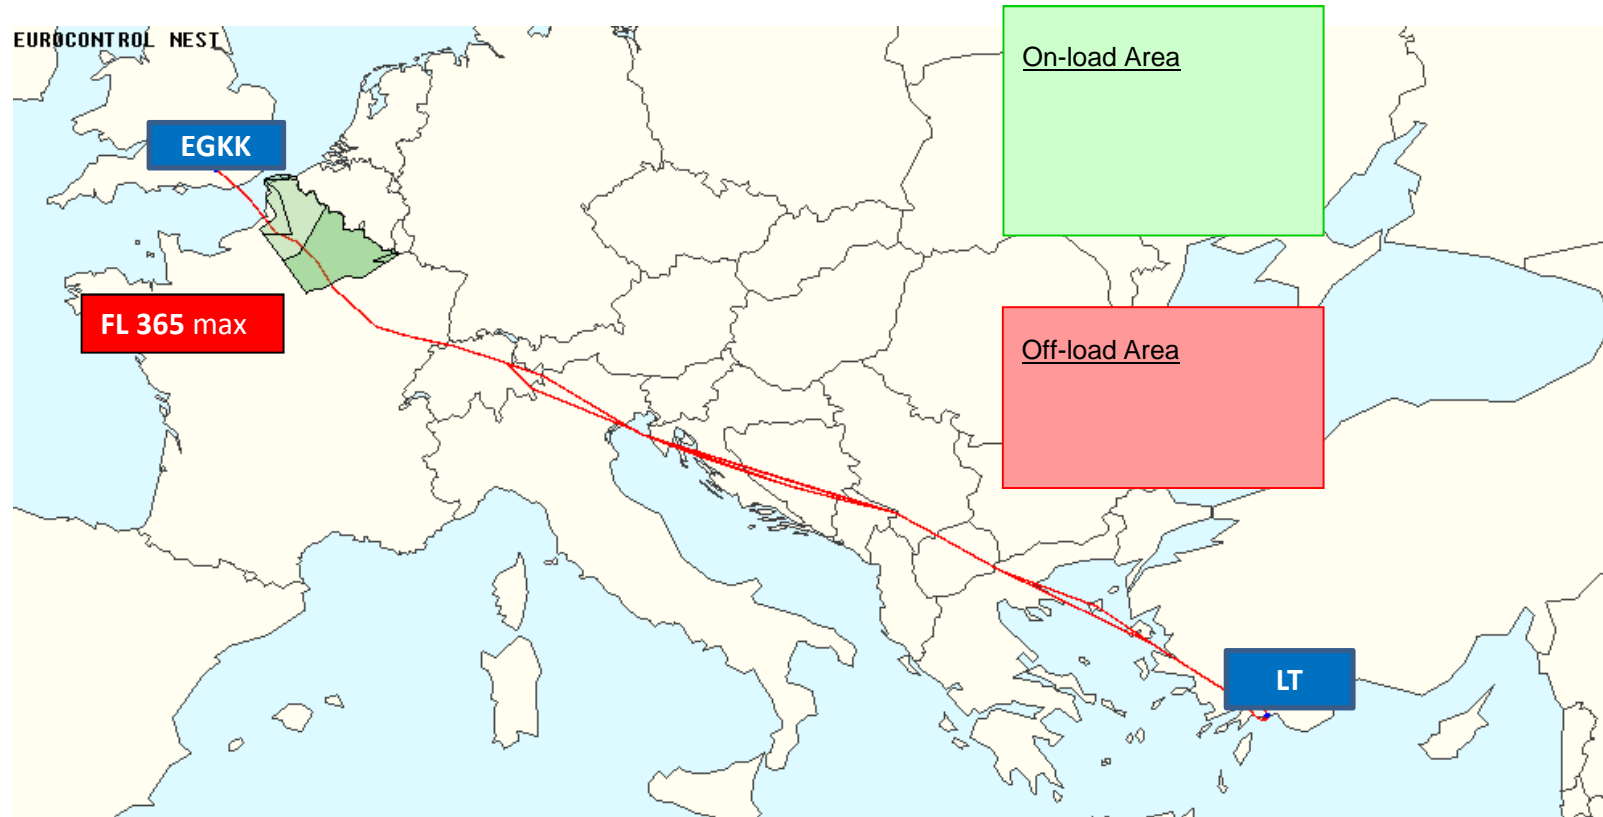 EUROCONTROL NEST
On-load Area
EGKK
FL 365 max
Off-load Area
LT